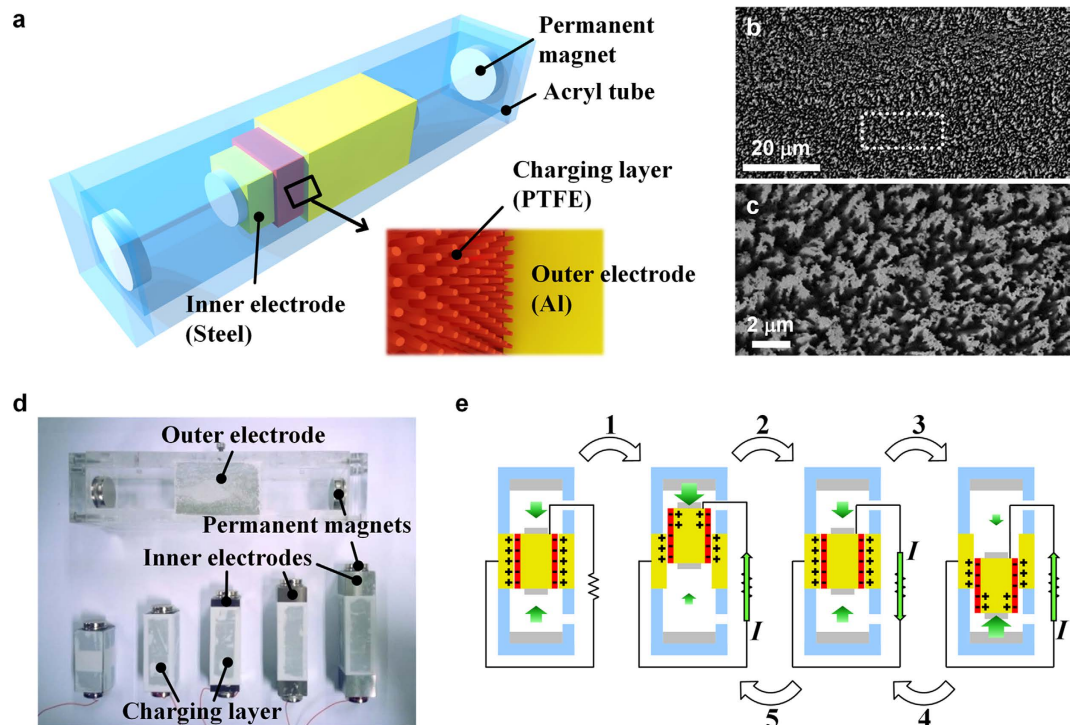 a
Permanent
magnet
Acryl tube
Charging layer
(PTFE)
Outer electrode
(Al)
Inner electrode
(Steel)
b
20 μm
c
2 μm
d
Outer electrode
Permanent magnets
Inner electrodes
Charging layer
e
1
2
3
I
I
I
5
4